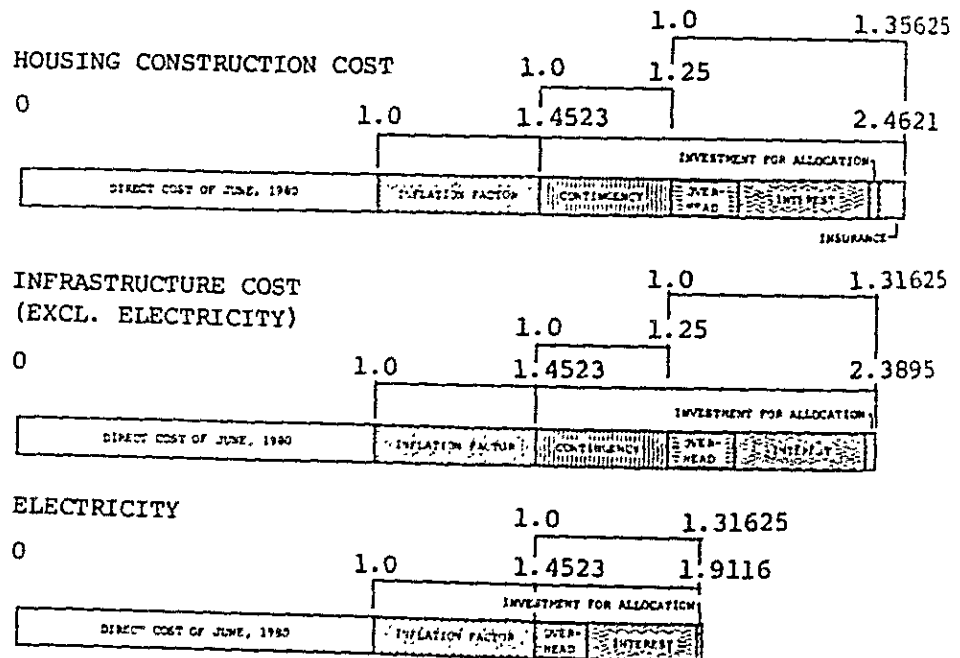 1.0 1.35625
HOUSING CONSTRUCTION COST 1.0 1.25
0 1.0 1.4523 2.4621
INVESTMENT FOR ALLOCATION
DIRECT COST OF JUNE, 1980 INFLATION FACTOR CONTINGENCY OVER-HEAD INTEREST
INSURANCE
INFRASTRUCTURE COST 1.0 1.31625
(EXCL. ELECTRICITY) 1.0 1.25
0 1.0 1.4523 2.3895
INVESTMENT FOR ALLOCATION
DIRECT COST OF JUNE, 1980 INFLATION FACTOR CONTINGENCY OVER-HEAD INTEREST
ELECTRICITY 1.0 1.31625
0 1.0 1.4523 1.9116
INVESTMENT FOR ALLOCATION
DIRECT COST OF JUNE, 1980 INFLATION FACTOR OVER-HEAD INTEREST